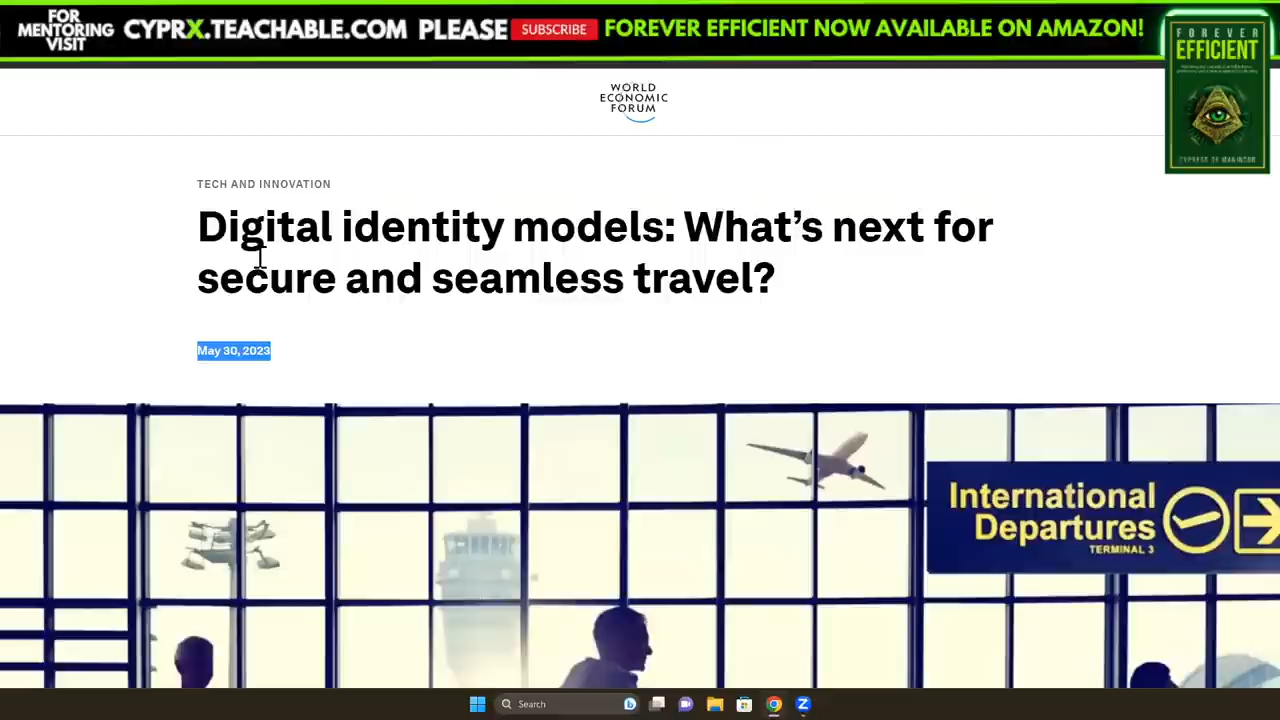 FOR
MENTORING
VISIT
CYPRX.TEACHABLE.COM PLEASE SUBSCRIBE FOREVER EFFICIENT NOW AVAILABLE ON AMAZON!
FOREVER
EFFICIENT
WORLD
ECONOMIC
FORUM
TECH AND INNOVATION
Digital identity models: What's next for
secure and seamless travel?
May 30, 2023
International
Departures
TERMINAL 3
Search